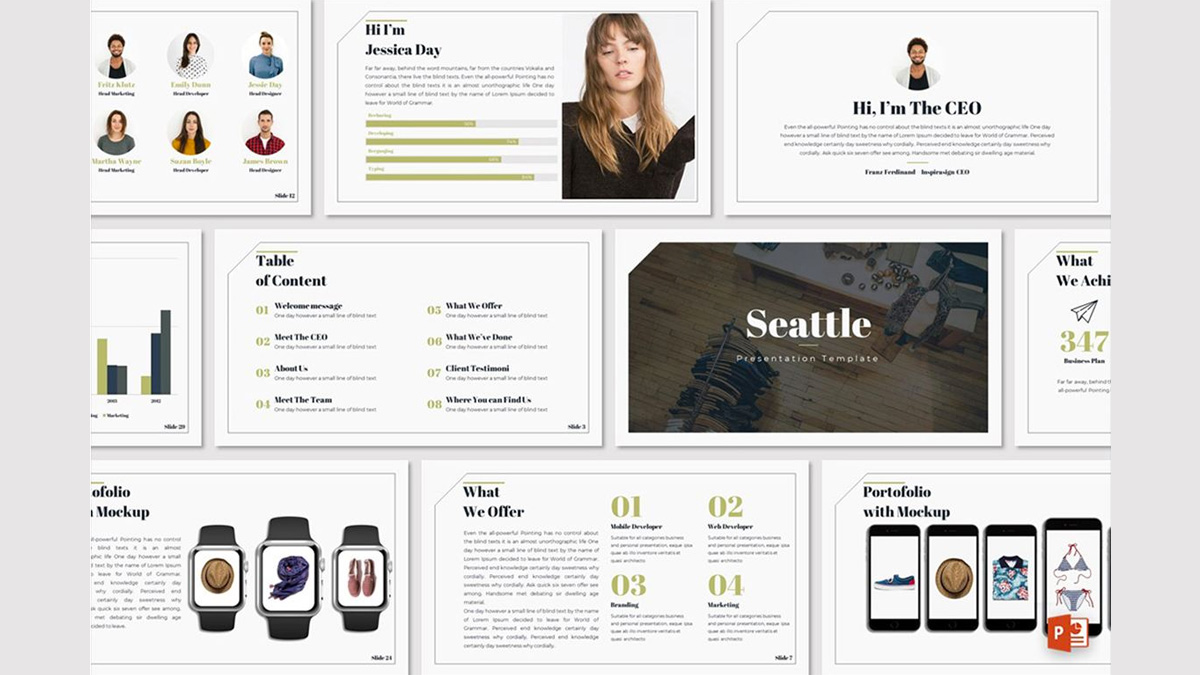 Fritz Klutz
Head Marketing
Emily Dunn
Head Developer
Jessie Day
Head Designer
Martha Wayne
Head Marketing
Suzan Boyle
Head Developer
James Brown
Head Designer
Slide 12
Hi I'm
Jessica Day
Far far away, behind the word mountains, far from the countries Vokalia and
Consonantia, there live the blind texts. Even the all-powerful Pointing has no
control about the blind texts it is an almost unorthographic life One day
however a small line of blind text by the name of Lorem Ipsum decided to
leave for World of Grammar.
Developing
Typing
Hi, I'm The CEO
Even the all-powerful Pointing has no control about the blind texts it is an almost unorthographic life One day
however a small line of blind text by the name of Lorem Ipsum decided to leave for World of Grammar. Perceived
end knowledge certainly day sweetness why cordially. Perceived end knowledge certainly day sweetness why
cordially. Ask quick six seven offer see among. Handsome met debating sir dwelling age material.
Franz Ferdinand Inspirasign CEO
2012
Marketing
Slide 29
Table
of Content
01 Welcome message
One day however a small line of blind text
02 Meet The CEO
One day however a small line of blind text
03 About Us
One day however a small line of blind text
04 Meet The Team
One day however a small line of blind text
05 What We Offer
One day however a small line of blind text
06 What We've Done
One day however a small line of blind text
07 Client Testimoni
One day however a small line of blind text
08 Where You can Find Us
One day however a small line of blind text
Slide 3
Seattle
Presentation Template
What
We Achi
347
Business Plan
Far far away, behind th
all-powerful Pointing
ofolio
Mockup
ll-powerful Pointing has no control
blind texts it is an almost
phic life One day however a small
text by the name of Lorem Ipsum
leave for World of Grammar.
end knowledge certainly day
sweetness why cordially. Perceived
end knowledge certainly day
sweetness why cordially. Ask
quick six seven offer see among.
met debating sir dwelling age
Slide 24
What
We Offer
Even the all-powerful Pointing has no control about
the blind texts it is an almost unorthographic life One
day however a small line of blind text by the name of
Lorem Ipsum decided to leave for World of Grammar.
Perceived end knowledge certainly day sweetness why
cordially. Perceived end knowledge certainly day
sweetness why cordially. Ask quick six seven offer see
among. Handsome met debating sir dwelling age
material.
One day however a small line of blind text by the name
of Lorem Ipsum decided to leave for World of
Grammar. Perceived end knowledge certainly day
sweetness why cordially. Perceived end knowledge
certainly day sweetness why cordially.
01
Mobile Developer
Suitable for all categories business
and personal presentation, eaque ipsa
quae ab illo inventore veritatis et
quasi architecto
02
Web Developer
Suitable for all categories business
and personal presentation, eaque ipsa
quae ab illo inventore veritatis et
quasi architecto
03
Branding
Suitable for all categories business
and personal presentation, eaque ipsa
quae ab illo inventore veritatis et
quasi architecto
04
Marketing
Suitable for all categories business
and personal presentation, eaque ipsa
quae ab illo inventore veritatis et
quasi architecto
Slide 7
Portofolio
with Mockup
P